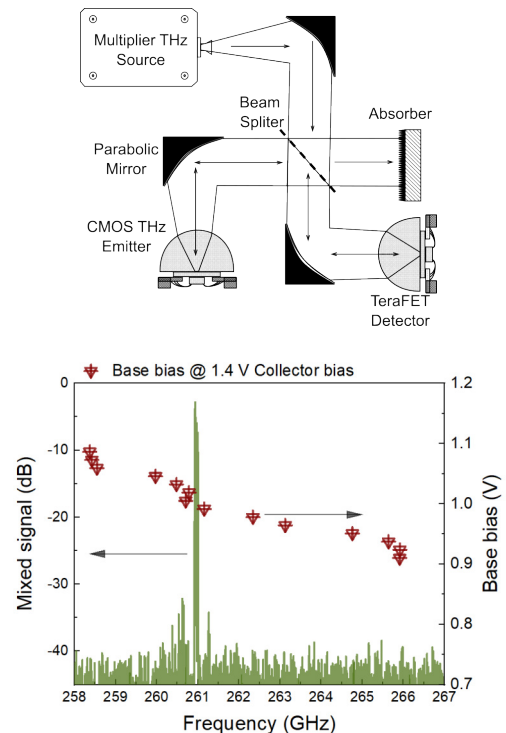 Multiplier THz
Source
Beam
Spliter
Absorber
Parabolic
Mirror
CMOS THz
Emitter
TeraFET
Detector
Base bias @ 1.4 V Collector bias
0
-10
-20
-30
-40
Mixed signal (dB)
1.2
1.1
1.0
0.9
0.8
0.7
Base bias (V)
258 259 260 261 262 263 264 265 266 267
Frequency (GHz)